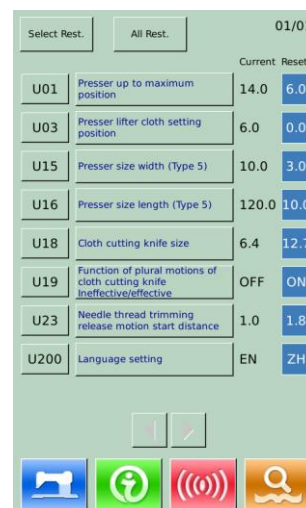 Select Rest. All Rest. 01/0
Current Reset
U01 Presser up to maximum position 14.0 6.0
U03 Presser lifter cloth setting position 6.0 0.0
U15 Presser size width (Type 5) 10.0 3.0
U16 Presser size length (Type 5) 120.0 10.0
U18 Cloth cutting knife size 6.4 12.7
U19 Function of plural motions of cloth cutting knife Ineffective/effective OFF ON
U23 Needle thread trimming release motion start distance 1.0 1.8
U200 Language setting EN ZH